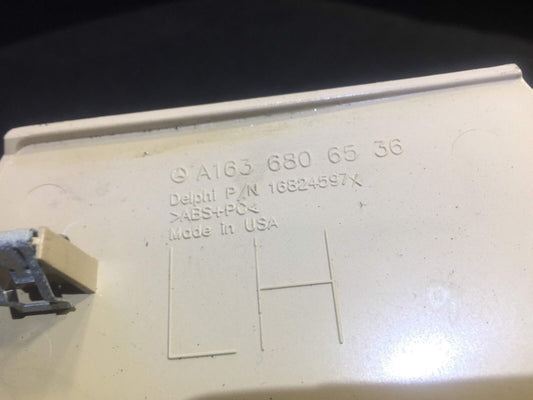 A163 680 65 36
Delphi P/N 16824597X
>ABS+PC<
Made in USA
LH